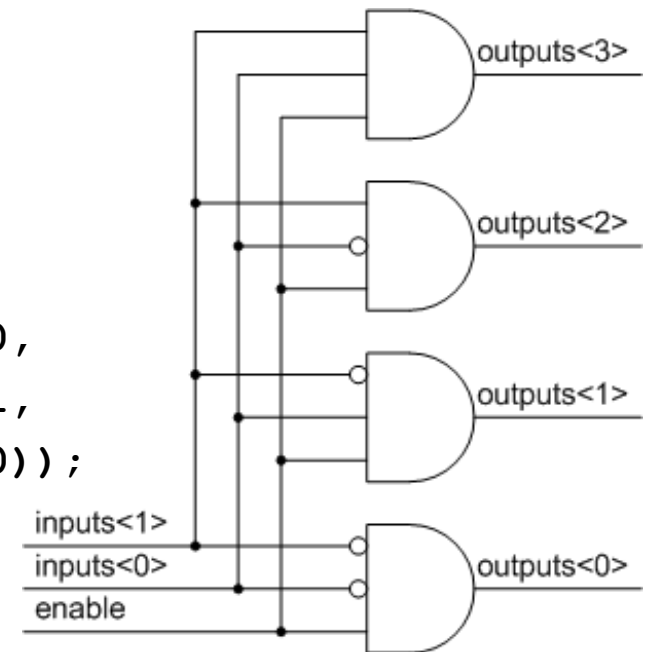 outputs<3>
outputs<2>
,
,
outputs<1>
));
inputs<1>
inputs<0>
outputs<0>
enable